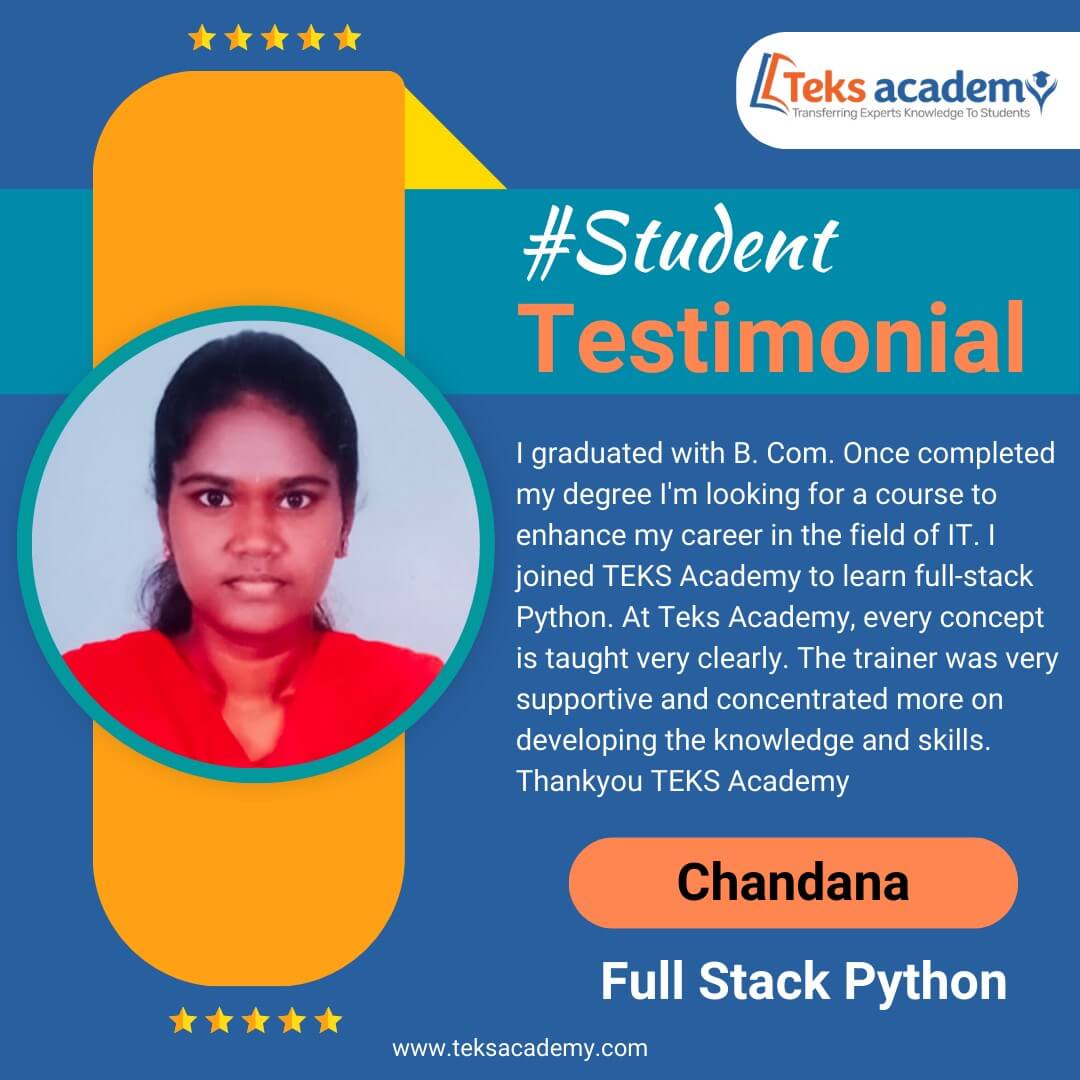 Teks academy
Transferring Experts Knowledge To Students
#Student
Testimonial
I graduated with B. Com. Once completed
my degree I'm looking for a course to
enhance my career in the field of IT. I
joined TEKS Academy to learn full-stack
Python. At Teks Academy, every concept
is taught very clearly. The trainer was very
supportive and concentrated more on
developing the knowledge and skills.
Thankyou TEKS Academy
Chandana
Full Stack Python
www.teksacademy.com